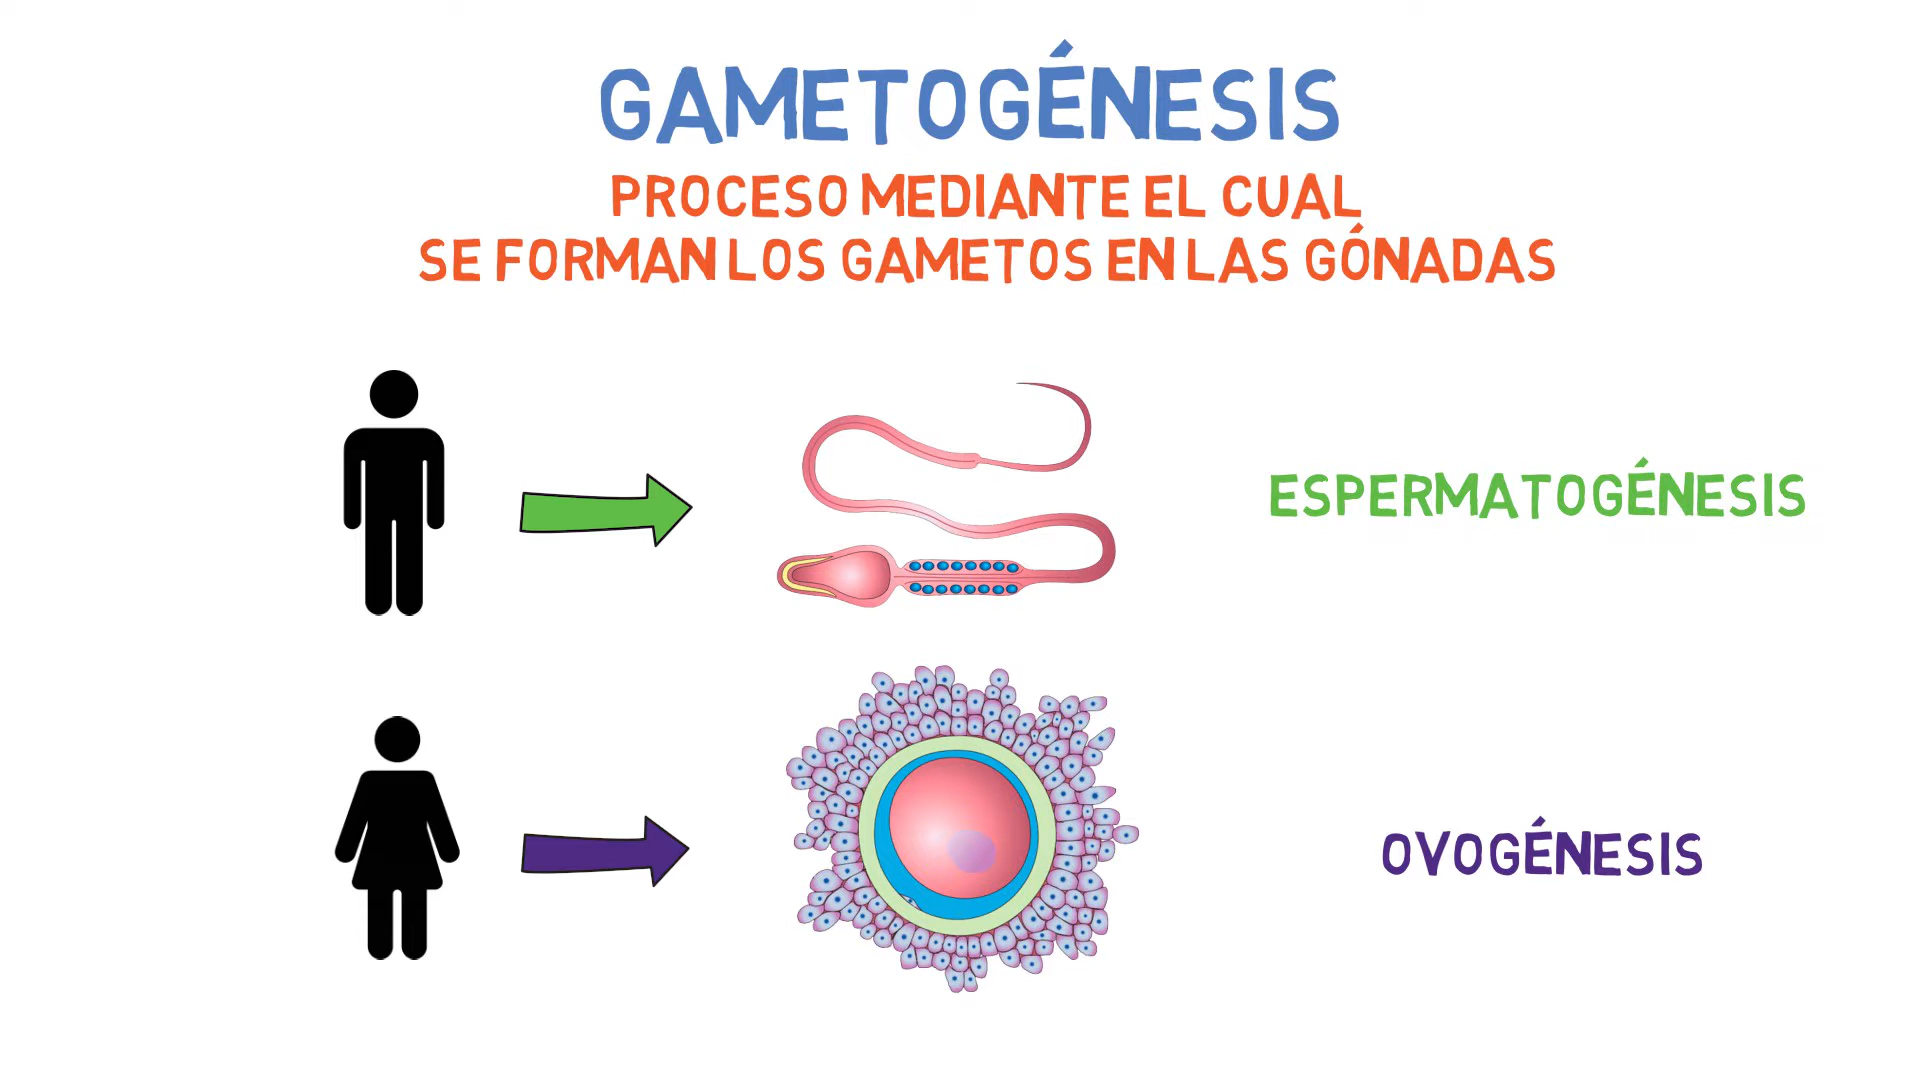 GAMETOGÉNESIS
PROCESO MEDIANTE EL CUAL
SE FORMAN LOS GAMETOS EN LAS GÓNADAS
ESPERMATOGÉNESIS
OVOGÉNESIS